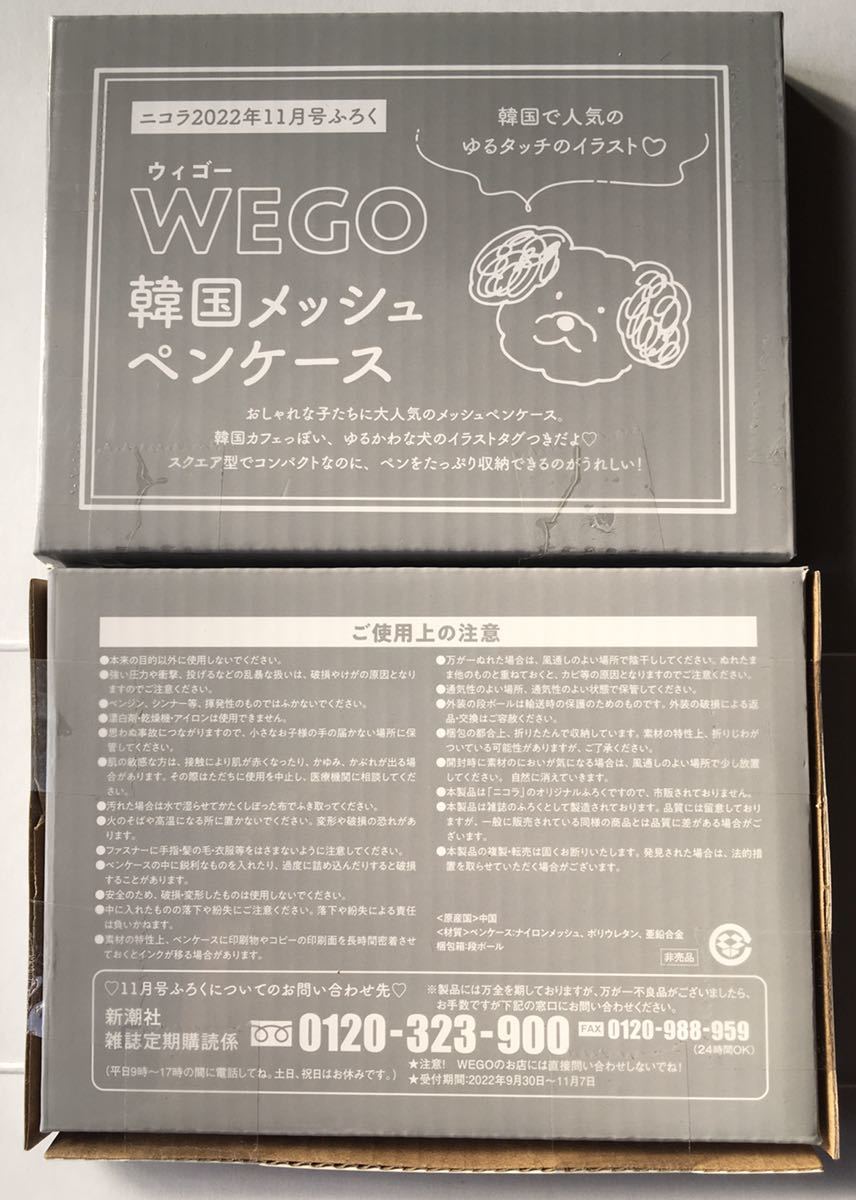 ニコラ2022年11月号ふろく
韓国で人気の
ゆるタッチのイラスト♡
ウィゴー
WEGO
韓国メッシュ
ペンケース
おしゃれな子たちに大人気のメッシュペンケース。
韓国カフェっぽい、ゆるかわな犬のイラストタグつきだよ♡
スクエア型でコンパクトなのに、ペンをたっぷり収納できるのがうれしい!
ご使用上の注意
●本来の目的以外に使用しないでください。
●強い圧力や衝撃、投げるなどの乱暴な扱いは、破損やけがの原因となり
ますのでご注意ください。
●ベンジン、シンナー等、揮発性のものではふかないでください。
●漂白剤・乾燥機・アイロンは使用できません。
●思わぬ事故につながりますので、小さなお子様の手の届かない場所に保
管してください。
●肌の敏感な方は、接触により肌が赤くなったり、かゆみ、かぶれが出る場
合があります。その際はただちに使用を中止し、医療機関に相談してくだ
さい。
●汚れた場合は水で湿らせてかたくしぼった布でふき取ってください。
●火のそばや高温になる所に置かないでください。変形や破損の恐れがあ
ります。
●ファスナーに手指・髪の毛・衣服等をはさまないように注意してください。
●ペンケースの中に鋭利なものを入れたり、過度に詰め込んだりすると破損
することがあります。
●安全のため、破損・変形したものは使用しないでください。
●中に入れたものの落下や紛失にご注意ください。落下や紛失による責任
は負いかねます。
●素材の特性上、ペンケースに印刷物やコピーの印刷面を長時間密着させ
ておくとインクが移る場合があります。
●万が一ぬれた場合は、風通しのよい場所で陰干ししてください。ぬれたま
ま他のものと重ねておくと、カビ等の原因となりますのでご注意ください。
●通気性のよい場所、通気性のよい状態で保管してください。
●外装の段ボールは輸送時の保護のためのものです。外装の破損による返
品・交換はご容赦ください。
●梱包の都合上、折りたたんで収納しています。素材の特性上、折りじわが
ついている可能性がありますが、ご了承ください。
●開封時に素材のにおいが気になる場合は、風通しのよい場所で少し放置
してください。自然に消えていきます。
●本製品は「ニコラ」のオリジナルふろくですので、市販されておりません。
●本製品は雑誌のふろくとして製造されております。品質には留意しており
ますが、一般に販売されている同様の商品とは品質に差がある場合がご
ざいます。
●本製品の複製・転売は固くお断りいたします。発見された場合は、法的措
置を取らせていただく場合がございます。
<原産国>中国
<材質>ペンケース:ナイロンメッシュ、ポリウレタン、亜鉛合金
梱包箱:段ボール
非売品
♡11月号ふろくについてのお問い合わせ先♡
※製品には万全を期しておりますが、万が一不良品がございましたら、
お手数ですが下記の窓口にお問い合わせください。
新潮社
雑誌定期購読係
0120-323-900
FAX 0120-988-959
(24時間OK)
(平日9時〜17時の間に電話してね。土日、祝日はお休みです。)
★注意! WEGOのお店には直接問い合わせしないでね!
★受付期間:2022年9月30日〜11月7日